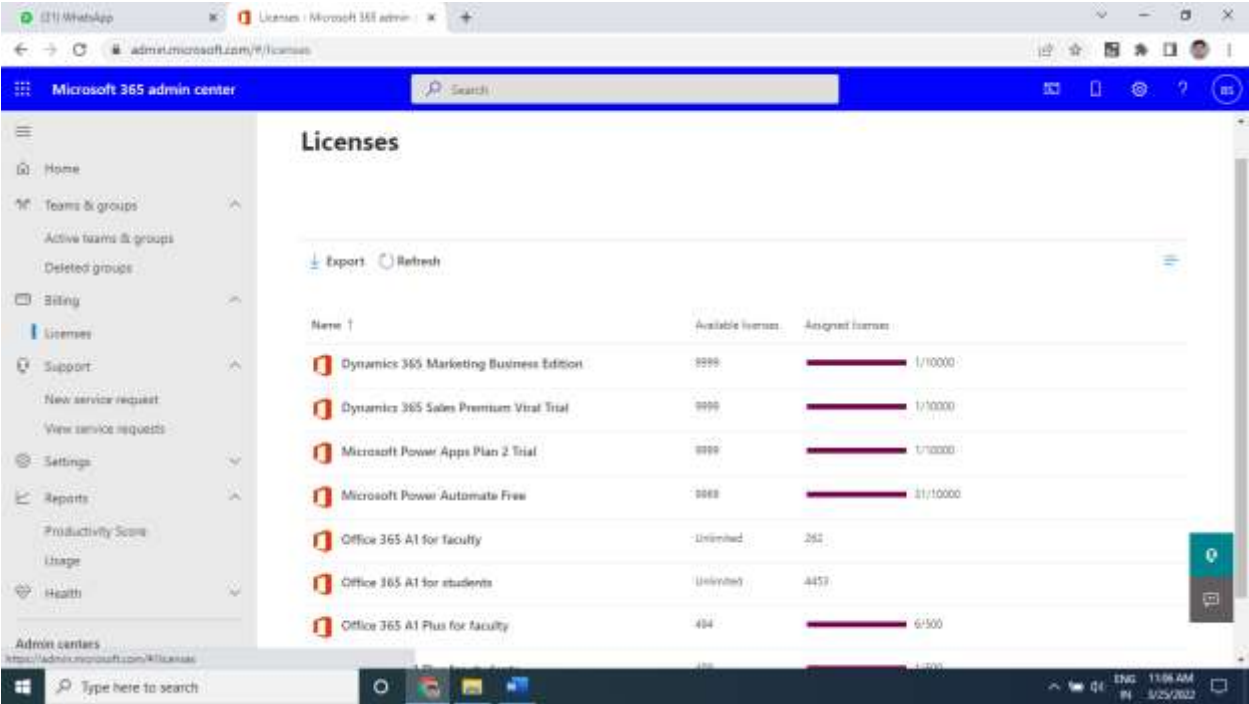 (21) WhatsApp
Licenses - Microsoft 365 admin
admin.microsoft.com/#/licenses
Microsoft 365 admin center
Search
BS
Licenses
Home
Teams & groups
Active teams & groups
Deleted groups
Export Refresh
Billing
Licenses
Name ↑ Available licenses Assigned licenses
Support
Dynamics 365 Marketing Business Edition 9999 1/10000
New service request
Dynamics 365 Sales Premium Viral Trial 9999 1/10000
View service requests
Settings
Microsoft Power Apps Plan 2 Trial 9999 1/10000
Reports
Microsoft Power Automate Free 31/10000
Productivity Score
Office 365 A1 for faculty Unlimited 262
Usage
Office 365 A1 for students Unlimited 4453
Health
Office 365 A1 Plus for faculty 494 6/500
Admin centers
https://admin.microsoft.com/#/licenses
Type here to search
ENG 11:06 AM
IN 3/25/2022